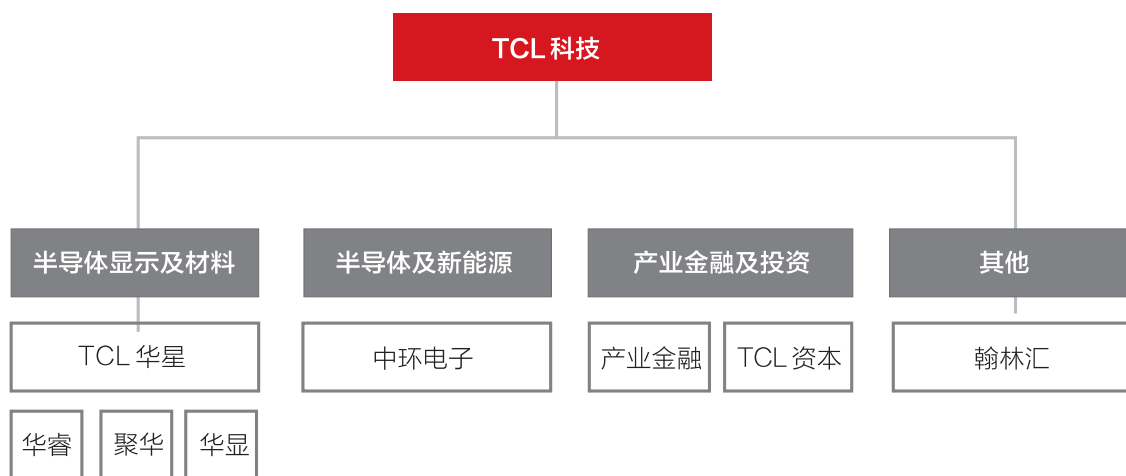 TCL 科技
半导体显示及材料
半导体及新能源
产业金融及投资
其他
TCL 华星
中环电子
产业金融
TCL 资本
翰林汇
华睿
聚华
华显